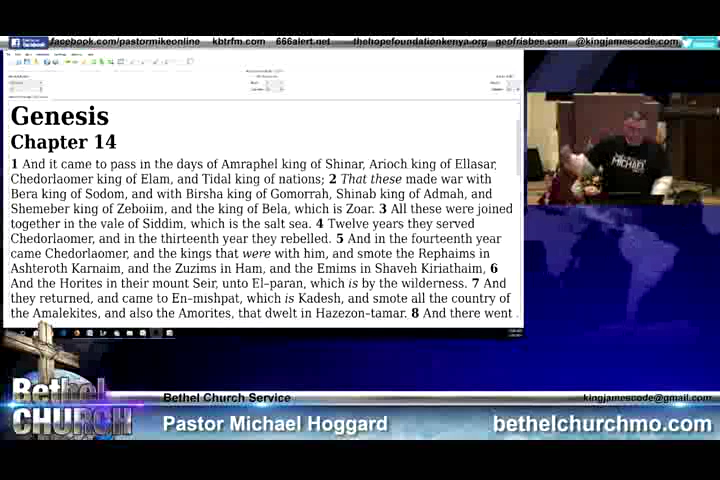 facebook.com/pastormikeonline kbtrfm.com 666alert.net thehopefoundationkenya.org geofrisbee.com @kingjamescode.com
Genesis
Chapter 14
1 And it came to pass in the days of Amraphel king of Shinar, Arioch king of Ellasar,
Chedorlaomer king of Elam, and Tidal king of nations; 2 That these made war with
Bera king of Sodom, and with Birsha king of Gomorrah, Shinab king of Admah, and
Shemeber king of Zeboiim, and the king of Bela, which is Zoar. 3 All these were joined
together in the vale of Siddim, which is the salt sea. 4 Twelve years they served
Chedorlaomer, and in the thirteenth year they rebelled. 5 And in the fourteenth year
came Chedorlaomer, and the kings that were with him, and smote the Rephaims in
Ashteroth Karnaim, and the Zuzims in Ham, and the Emims in Shaveh Kiriathaim, 6
And the Horites in their mount Seir, unto El-paran, which is by the wilderness. 7 And
they returned, and came to En-mishpat, which is Kadesh, and smote all the country of
the Amalekites, and also the Amorites, that dwelt in Hazezon-tamar. 8 And there went
MICHAEL
Bethel
CHURCH
Bethel Church Service
kingjamescode@gmail.com
Pastor Michael Hoggard
bethelchurchmo.com